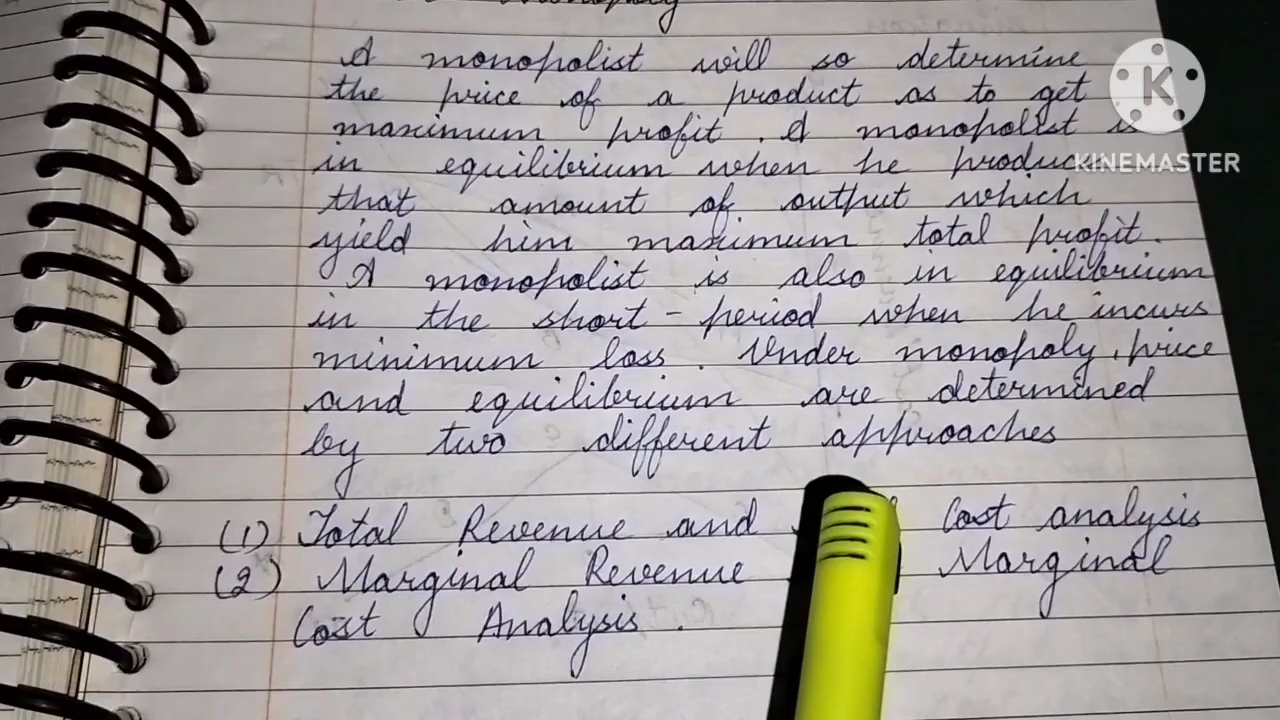 Monopoly
A monopolist will so determine
the price of a product as to get
maximum profit. A monopolist is
in equilibrium when he produces
that amount of output which
yield him maximum total profit.
A monopolist is also in equilibrium
in the short-period when he incurs
minimum loss. Under monopoly, price
and equilibrium are determined
by two different approaches
(1) Total Revenue and Cost analysis
(2) Marginal Revenue Marginal
Cost Analysis.
K
KINEMASTER